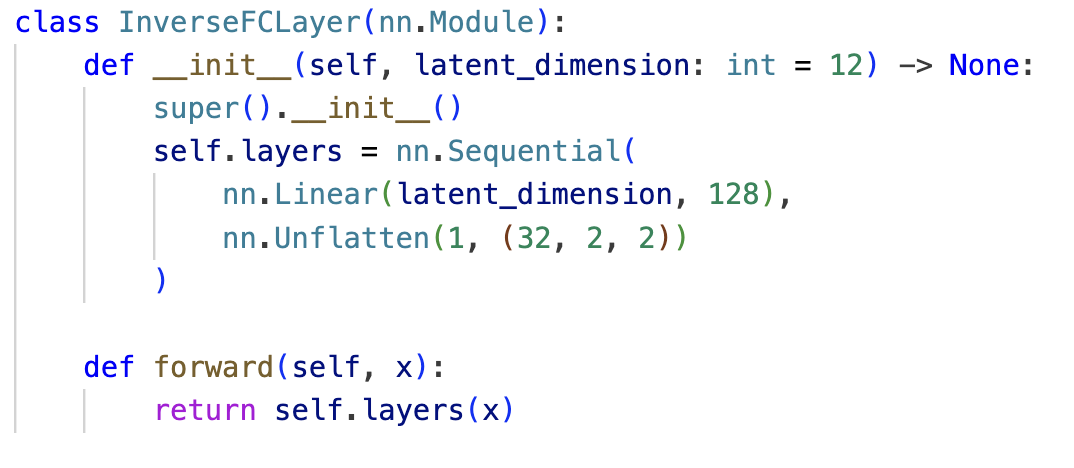 class InverseFCLayer(nn.Module):
    def __init__(self, latent_dimension: int = 12) -> None:
        super().__init__()
        self.layers = nn.Sequential(
            nn.Linear(latent_dimension, 128),
            nn.Unflatten(1, (32, 2, 2))
        )

    def forward(self, x):
        return self.layers(x)